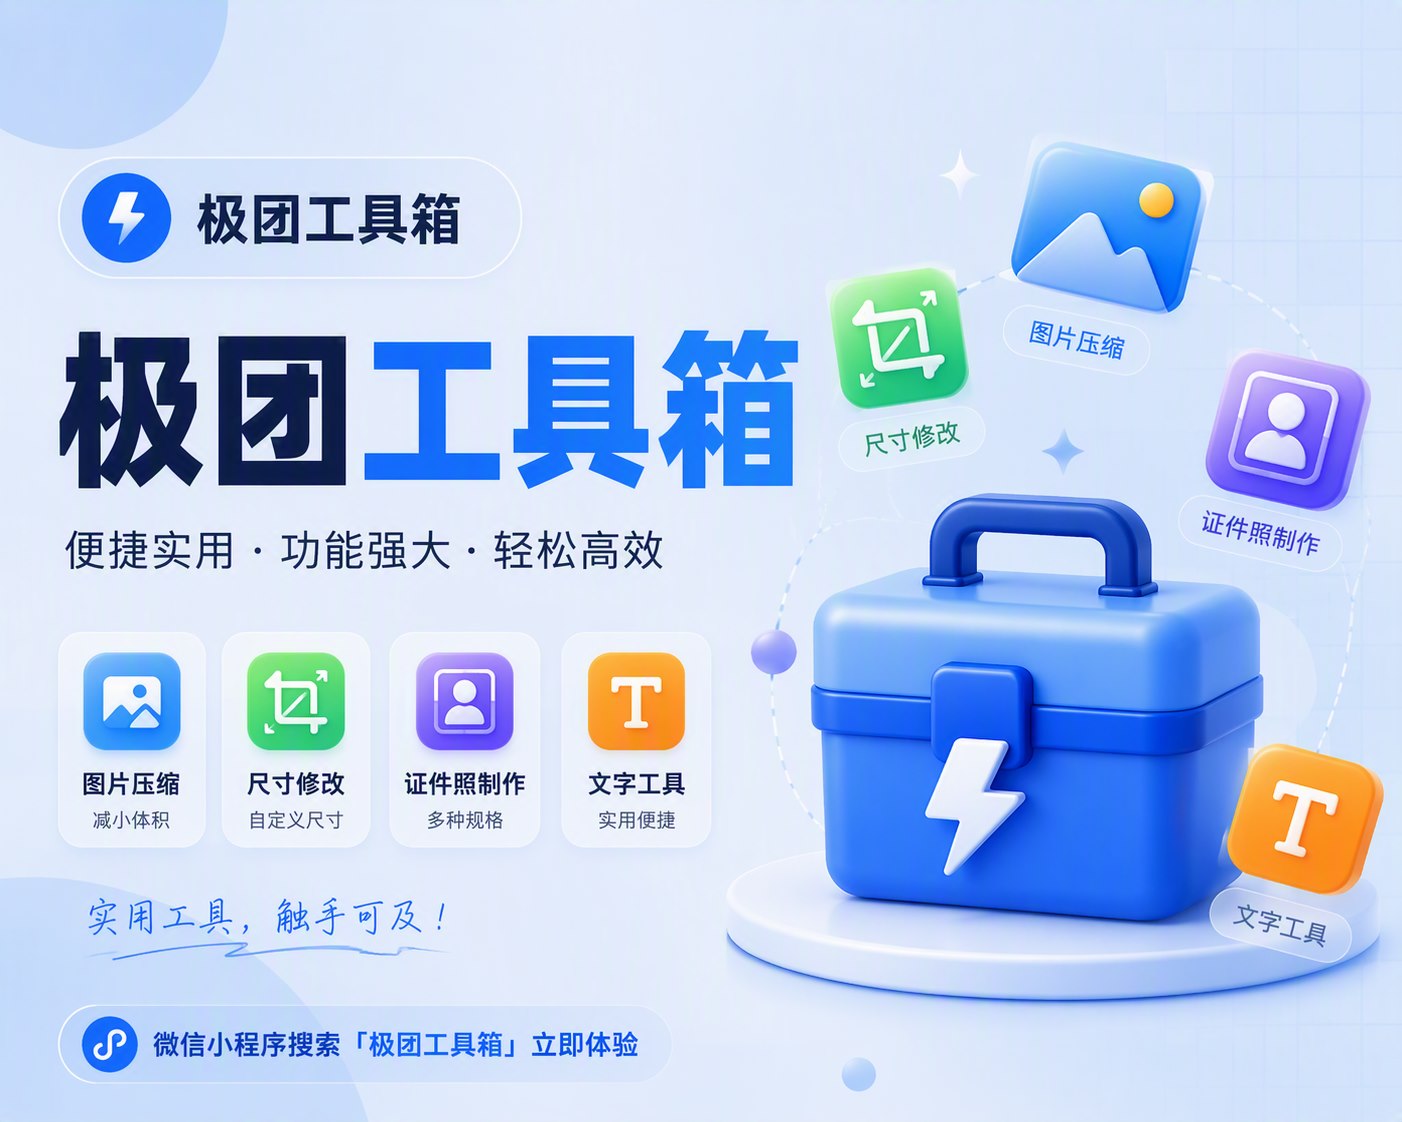 极团工具箱
极团工具箱
便捷实用 · 功能强大 · 轻松高效
图片压缩
减小体积
尺寸修改
自定义尺寸
证件照制作
多种规格
文字工具
实用便捷
实用工具，触手可及！
微信小程序搜索「极团工具箱」立即体验
图片压缩
尺寸修改
证件照制作
文字工具